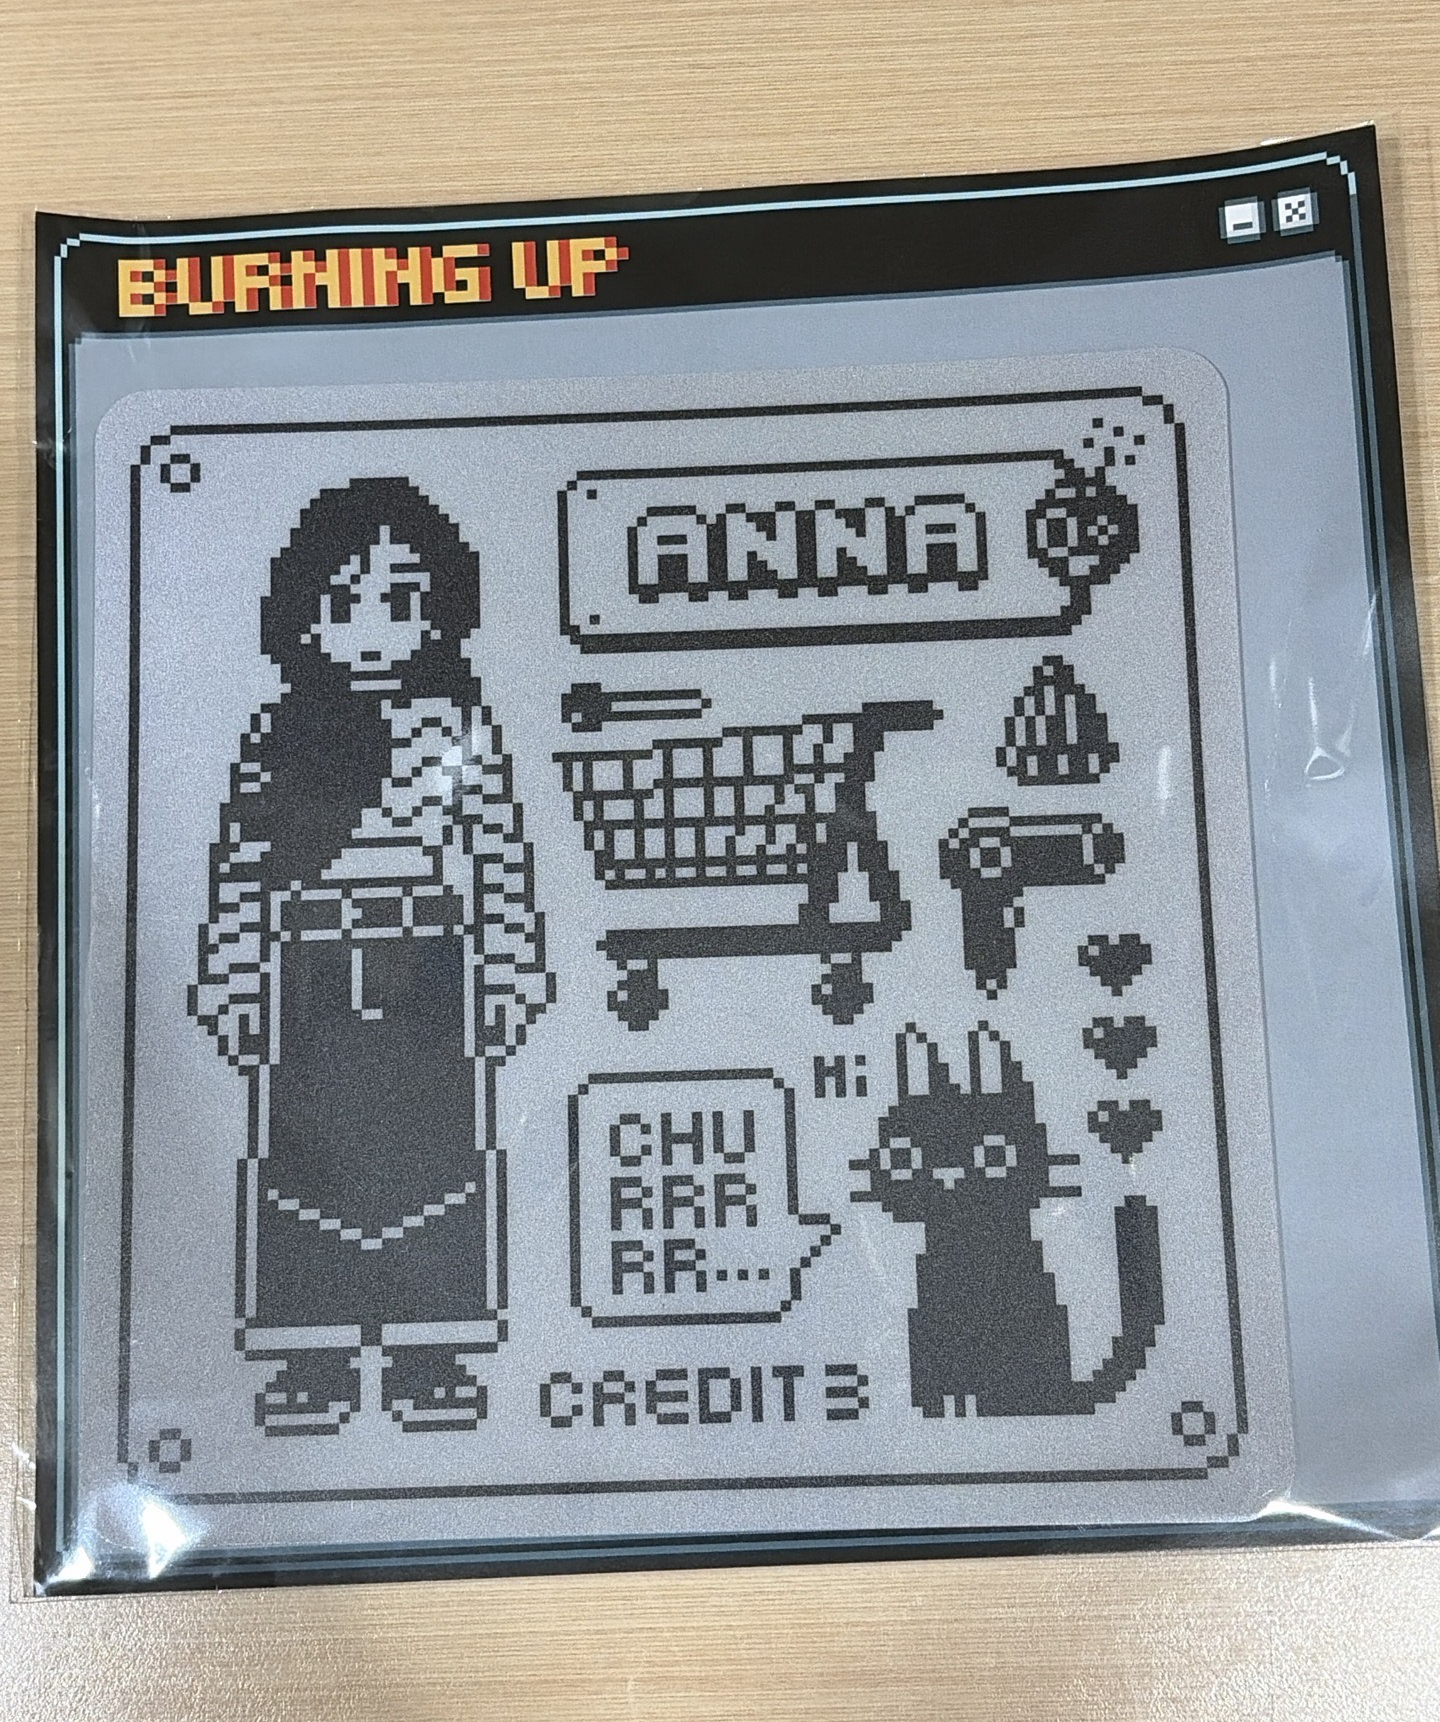 BURNING UP
ANNA
Hi
CHU
RRR
RR...
CREDIT 3